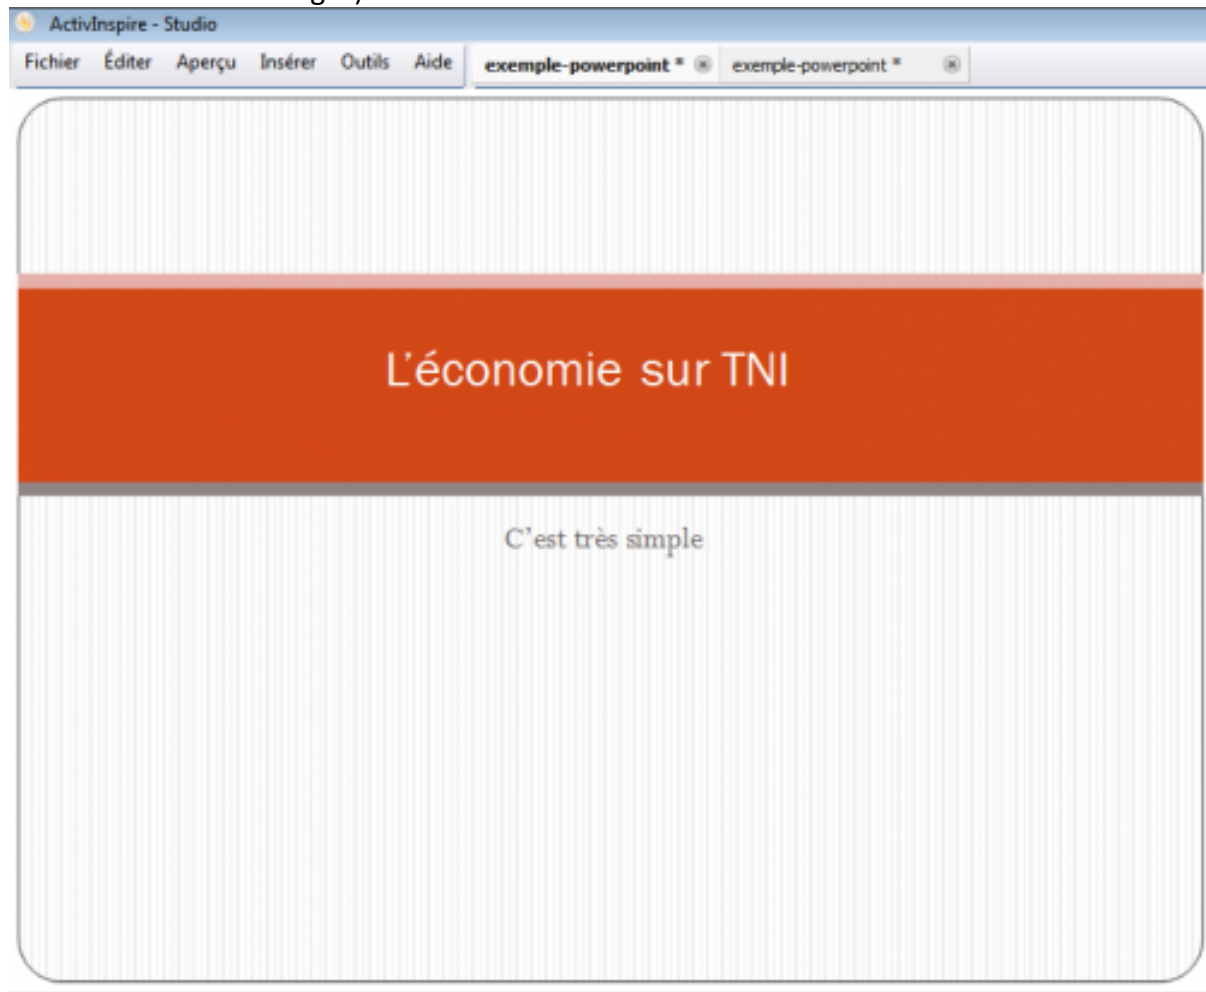 ActivInspire - Studio
Fichier Éditer Aperçu Insérer Outils Aide exemple-powerpoint * exemple-powerpoint *
L'économie sur TNI
C'est très simple